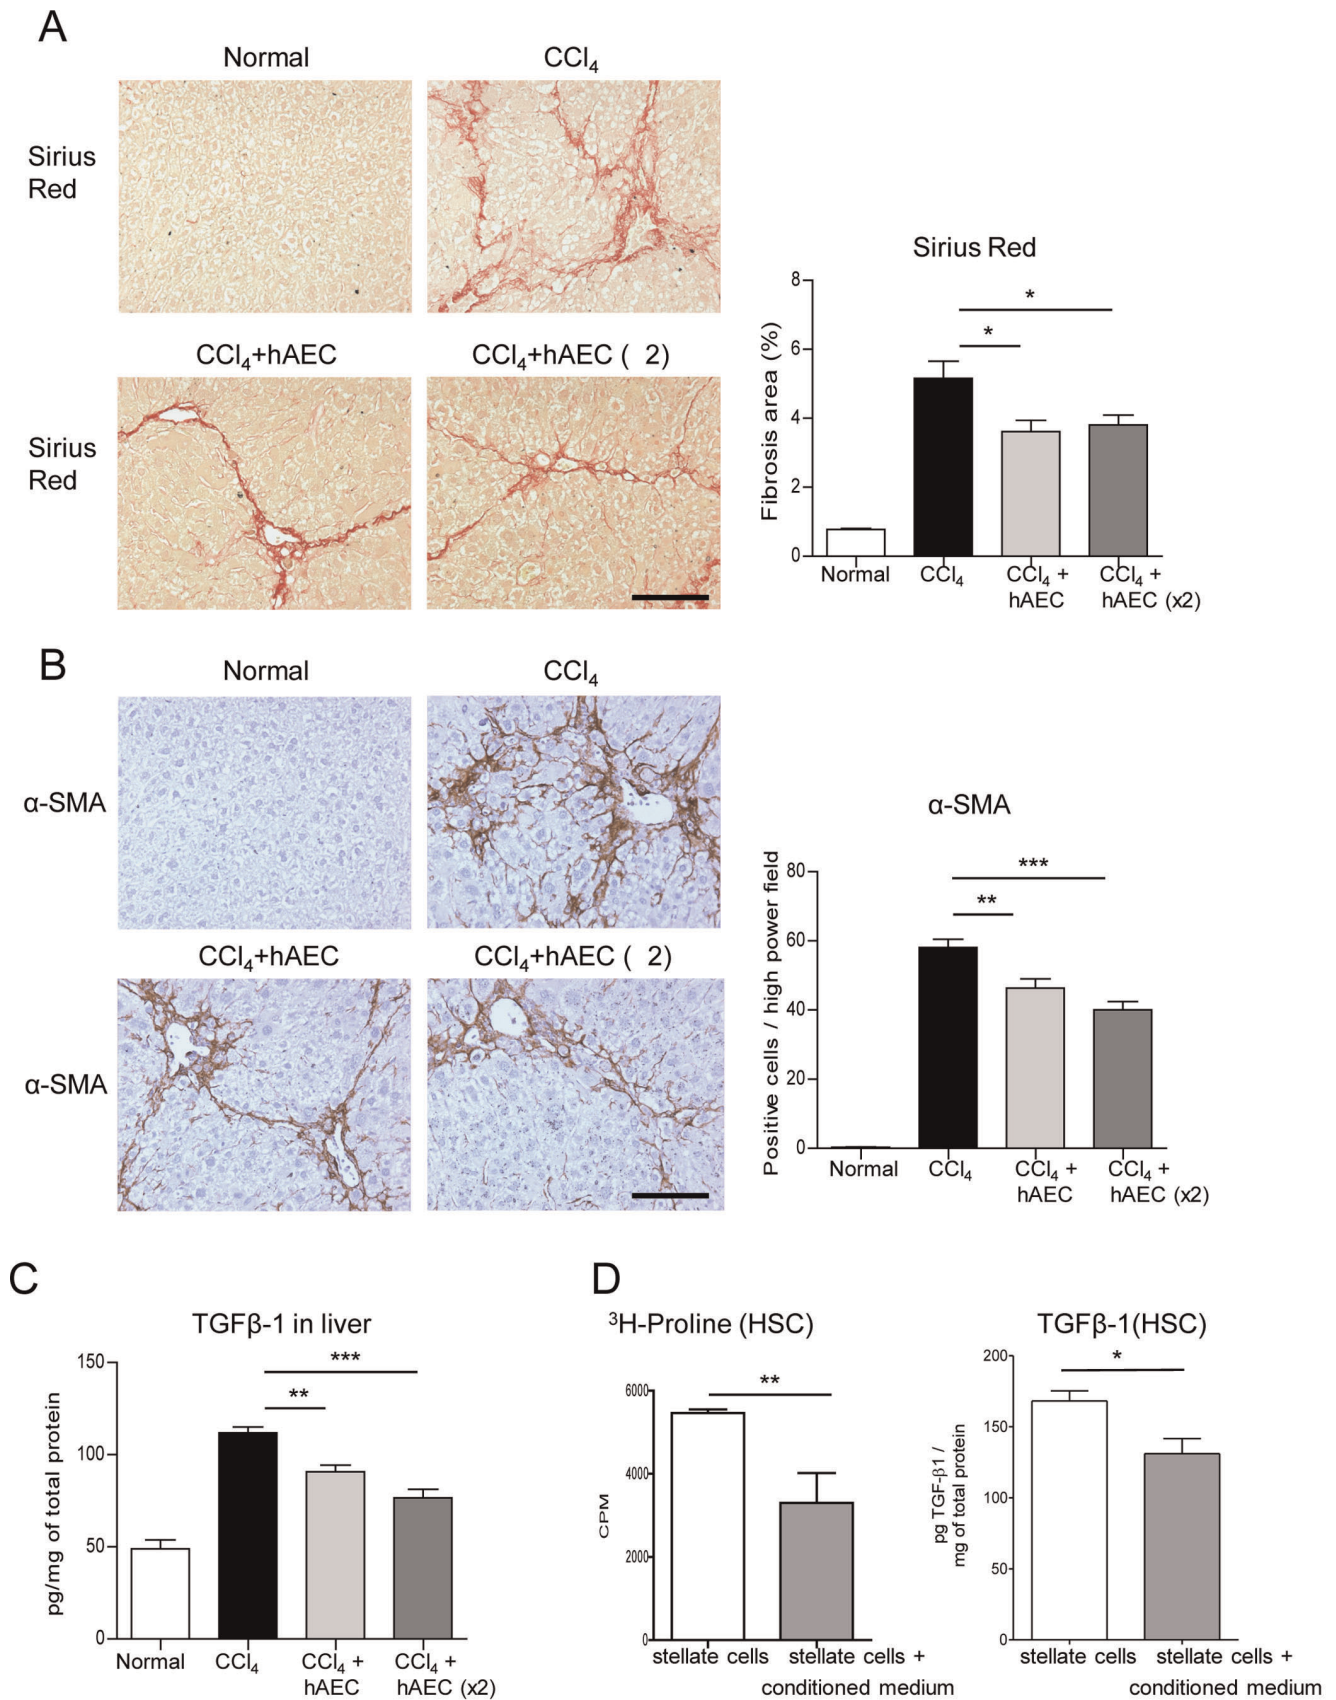 A
Normal
CCl₄
Sirius
Red
CCl₄+hAEC
CCl₄+hAEC ( 2)
Sirius
Red
Sirius Red
Fibrosis area (%)
8
6
4
2
0
*
*
Normal
CCl₄
CCl₄ +
hAEC
CCl₄ +
hAEC (x2)
B
Normal
CCl₄
α-SMA
CCl₄+hAEC
CCl₄+hAEC ( 2)
α-SMA
α-SMA
Positive cells / high power field
80
60
40
20
0
***
**
Normal
CCl₄
CCl₄ +
hAEC
CCl₄ +
hAEC (x2)
C
TGFβ-1 in liver
pg/mg of total protein
150
100
50
0
***
**
Normal
CCl₄
CCl₄ +
hAEC
CCl₄ +
hAEC (x2)
D
³H-Proline (HSC)
CPM
6000
4000
2000
0
**
stellate cells
stellate cells +
conditioned medium
TGFβ-1(HSC)
pg TGF-β1 /
mg of total protein
200
150
100
50
0
*
stellate cells
stellate cells +
conditioned medium